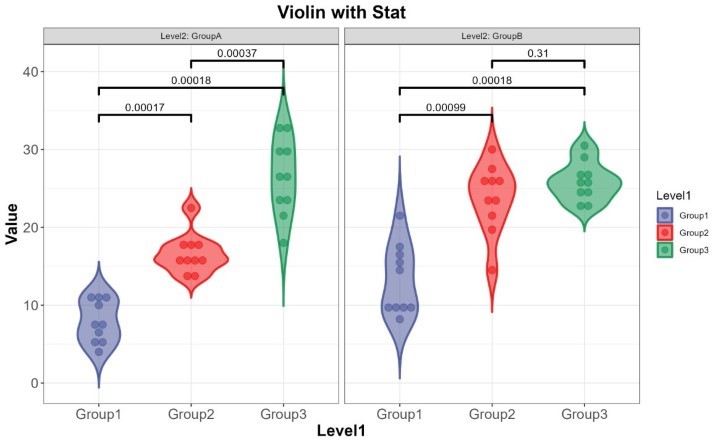 Violin with Stat
Level2: GroupA
Level2: GroupB
0.00037
0.31
0.00018
0.00018
0.00017
0.00099
40
30
20
10
0
Value
Level1
Group1
Group2
Group3
Group1 Group2 Group3
Group1 Group2 Group3
Level1